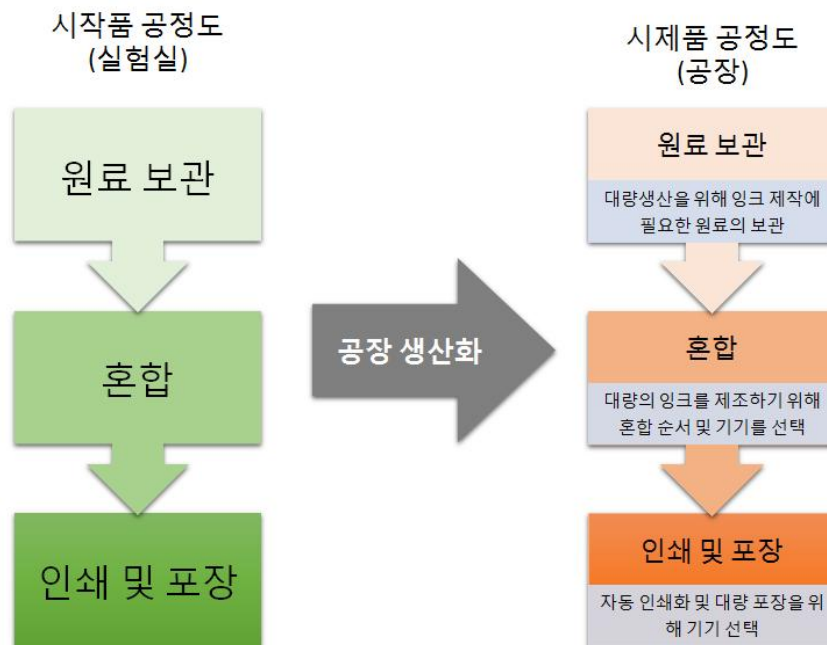 시작품 공정도
(실험실)
원료 보관
혼합
인쇄 및 포장
공장 생산화
시제품 공정도
(공장)
원료 보관
대량생산을 위해 잉크 제작에
필요한 원료의 보관
혼합
대량의 잉크를 제조하기 위해
혼합 순서 및 기기를 선택
인쇄 및 포장
자동 인쇄화 및 대량 포장을 위
해 기기 선택